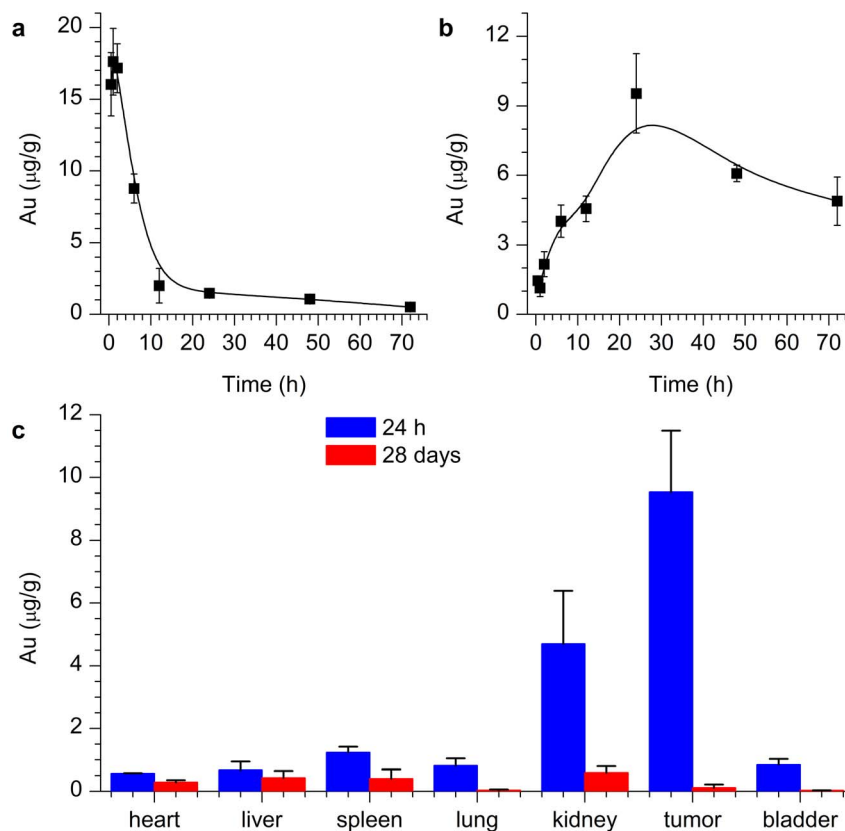 a
Au (µg/g)
20
15
10
5
0
0 10 20 30 40 50 60 70
Time (h)
b
Au (µg/g)
12
9
6
3
0
0 10 20 30 40 50 60 70
Time (h)
c
Au (µg/g)
12
10
8
6
4
2
0
24 h
28 days
heart liver spleen lung kidney tumor bladder